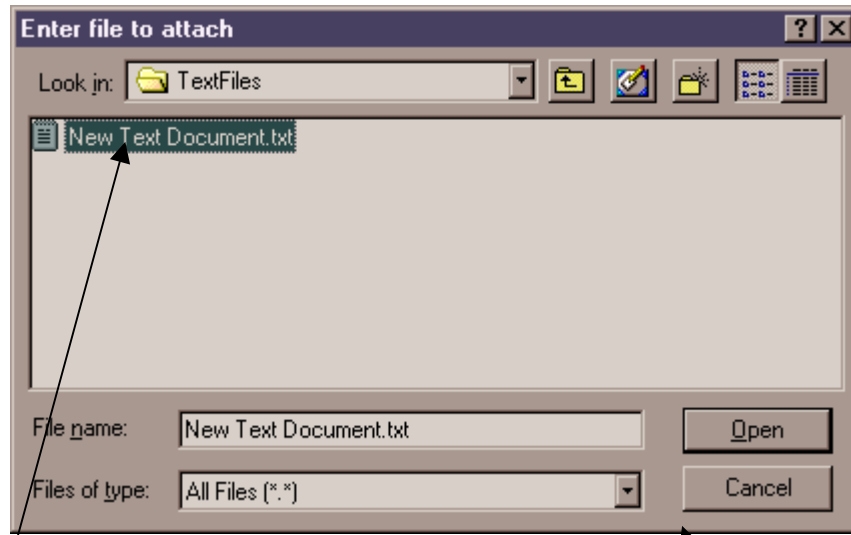 Enter file to attach
Look in: TextFiles
New Text Document.txt
File name: New Text Document.txt Open
Files of type: All Files (*.*) Cancel